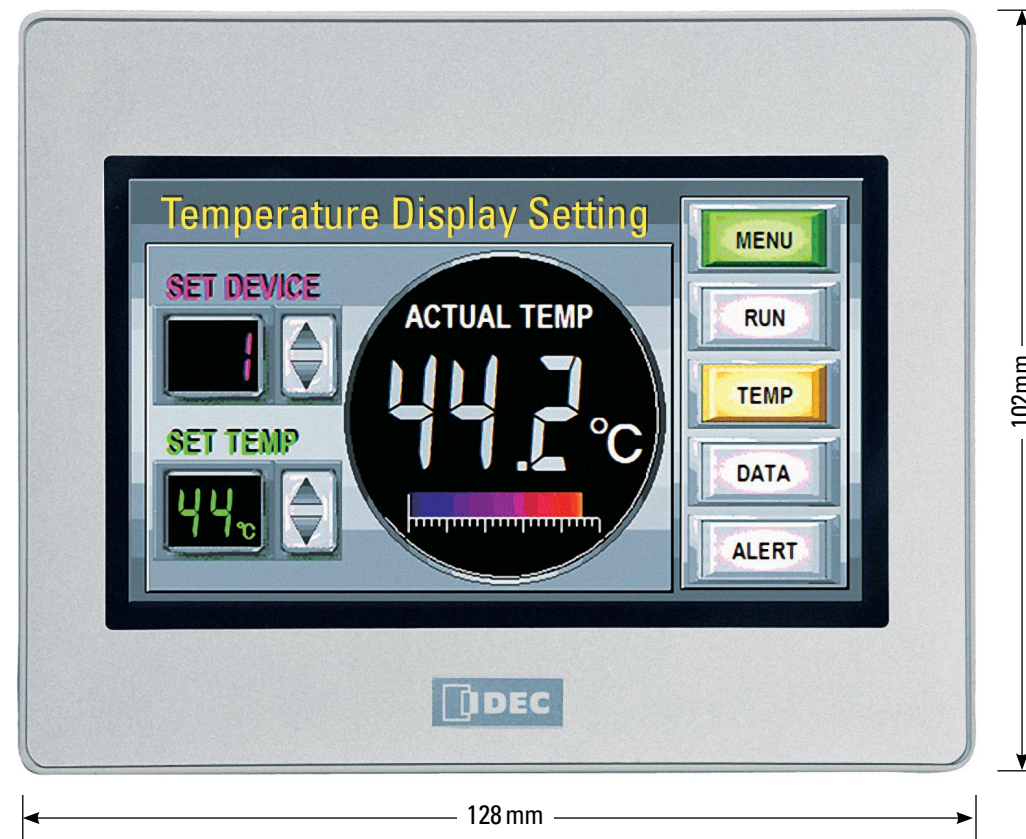 Temperature Display Setting
SET DEVICE
1
SET TEMP
44°C
ACTUAL TEMP
44.2°C
MENU
RUN
TEMP
DATA
ALERT
IDEC
128 mm
102mm